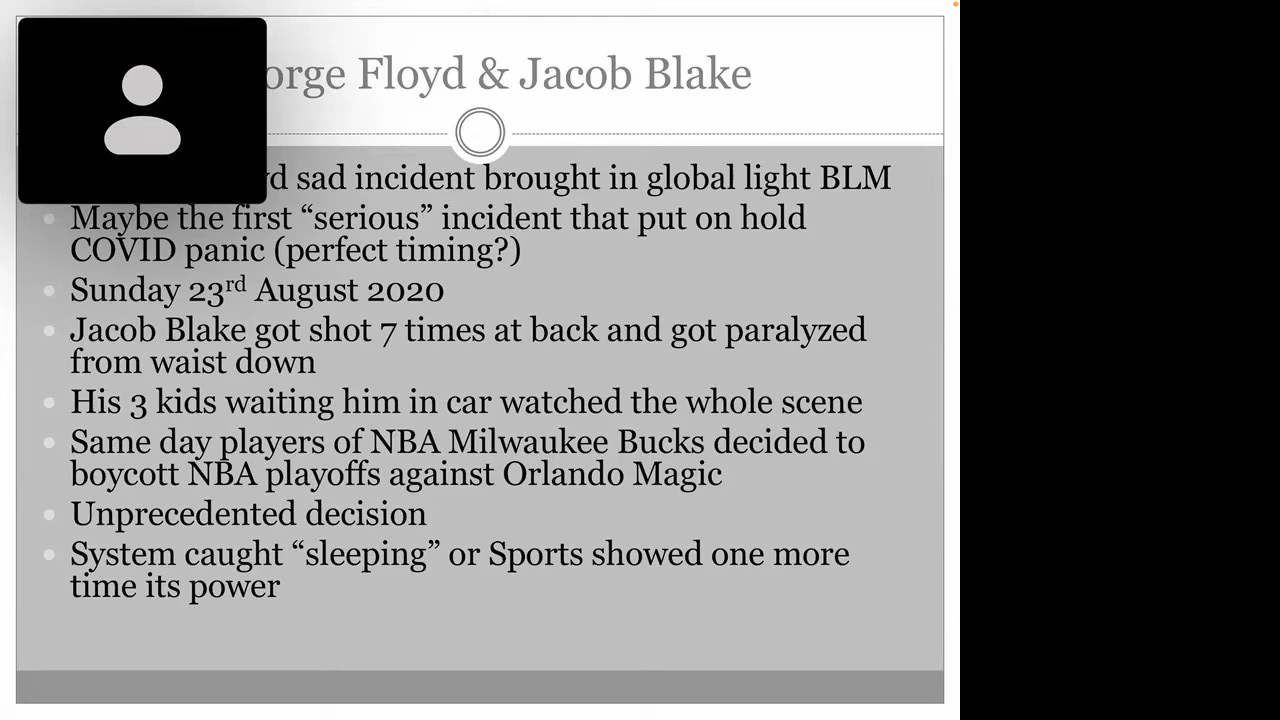 Floyd & Jacob Blake
sad incident brought in global light BLM
Maybe the first “serious” incident that put on hold
COVID panic (perfect timing?)
Sunday 23rd August 2020
Jacob Blake got shot 7 times at back and got paralyzed
from waist down
His 3 kids waiting him in car watched the whole scene
Same day players of NBA Milwaukee Bucks decided to
boycott NBA playoffs against Orlando Magic
Unprecedented decision
System caught “sleeping” or Sports showed one more
time its power